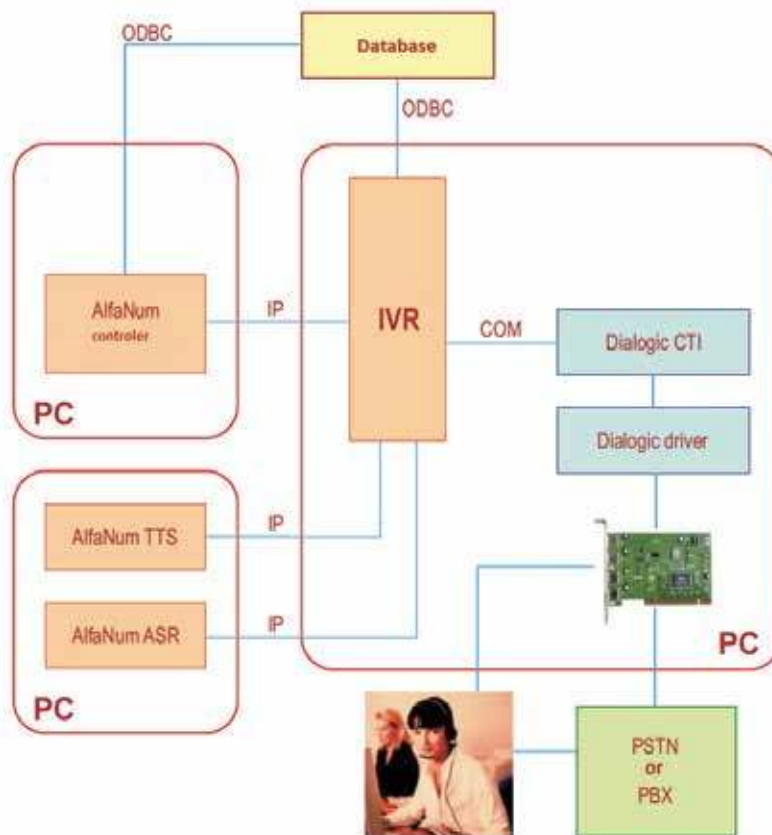 ODBC
Database
ODBC
AlfaNum
controler
IP
IVR
COM
Dialogic CTI
PC
Dialogic driver
AlfaNum TTS
IP
AlfaNum ASR
IP
PC
PC
PSTN
or
PBX